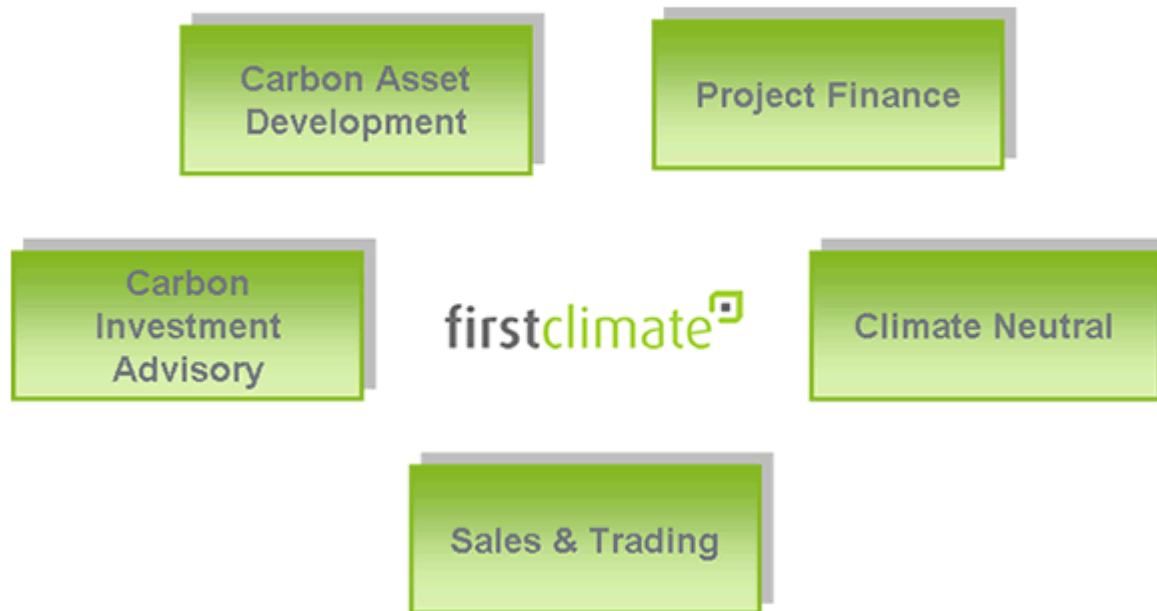 Carbon Asset
Development
Project Finance
Carbon
Investment
Advisory
firstclimate
Climate Neutral
Sales & Trading